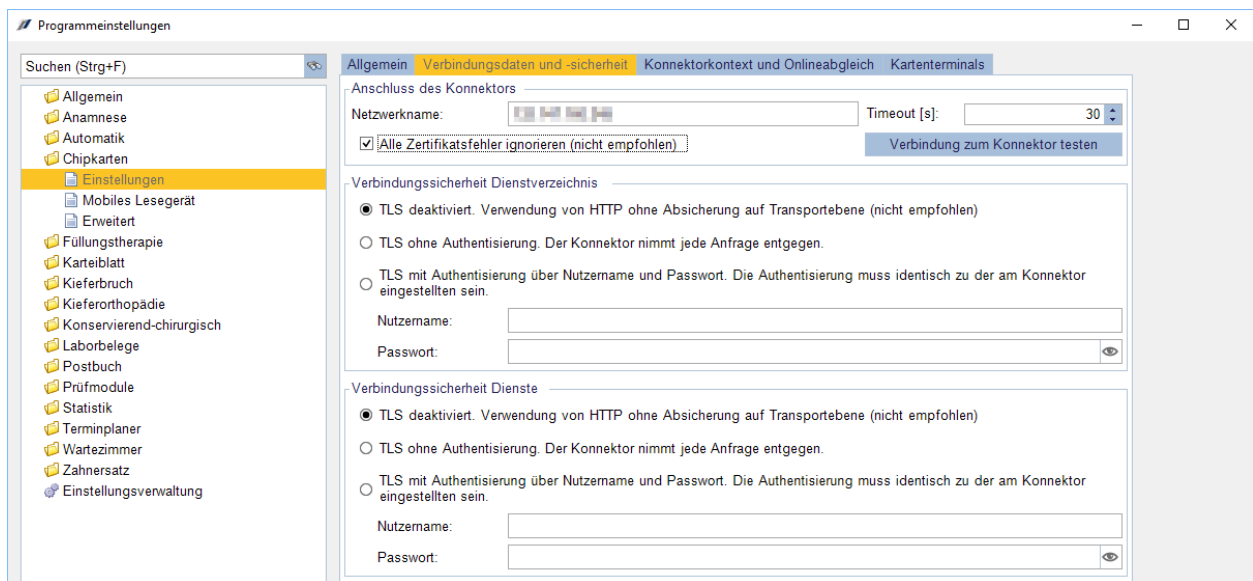 Programmeinstellungen
Suchen (Strg+F)
Allgemein
Anamnese
Automatik
Chipkarten
Einstellungen
Mobiles Lesegerät
Erweitert
Füllungstherapie
Karteiblatt
Kieferbruch
Kieferorthopädie
Konservierend-chirurgisch
Laborbelege
Postbuch
Prüfmodule
Statistik
Terminplaner
Wartezimmer
Zahnersatz
Einstellungsverwaltung
Allgemein Verbindungsdaten und -sicherheit Konnektorkontext und Onlineabgleich Kartenterminals
Anschluss des Konnektors
Netzwerkname: Timeout [s]: 30
Alle Zertifikatsfehler ignorieren (nicht empfohlen) Verbindung zum Konnektor testen
Verbindungssicherheit Dienstverzeichnis
TLS deaktiviert. Verwendung von HTTP ohne Absicherung auf Transportebene (nicht empfohlen)
TLS ohne Authentisierung. Der Konnektor nimmt jede Anfrage entgegen.
TLS mit Authentisierung über Nutzername und Passwort. Die Authentisierung muss identisch zu der am Konnektor
eingestellten sein.
Nutzername:
Passwort:
Verbindungssicherheit Dienste
TLS deaktiviert. Verwendung von HTTP ohne Absicherung auf Transportebene (nicht empfohlen)
TLS ohne Authentisierung. Der Konnektor nimmt jede Anfrage entgegen.
TLS mit Authentisierung über Nutzername und Passwort. Die Authentisierung muss identisch zu der am Konnektor
eingestellten sein.
Nutzername:
Passwort: